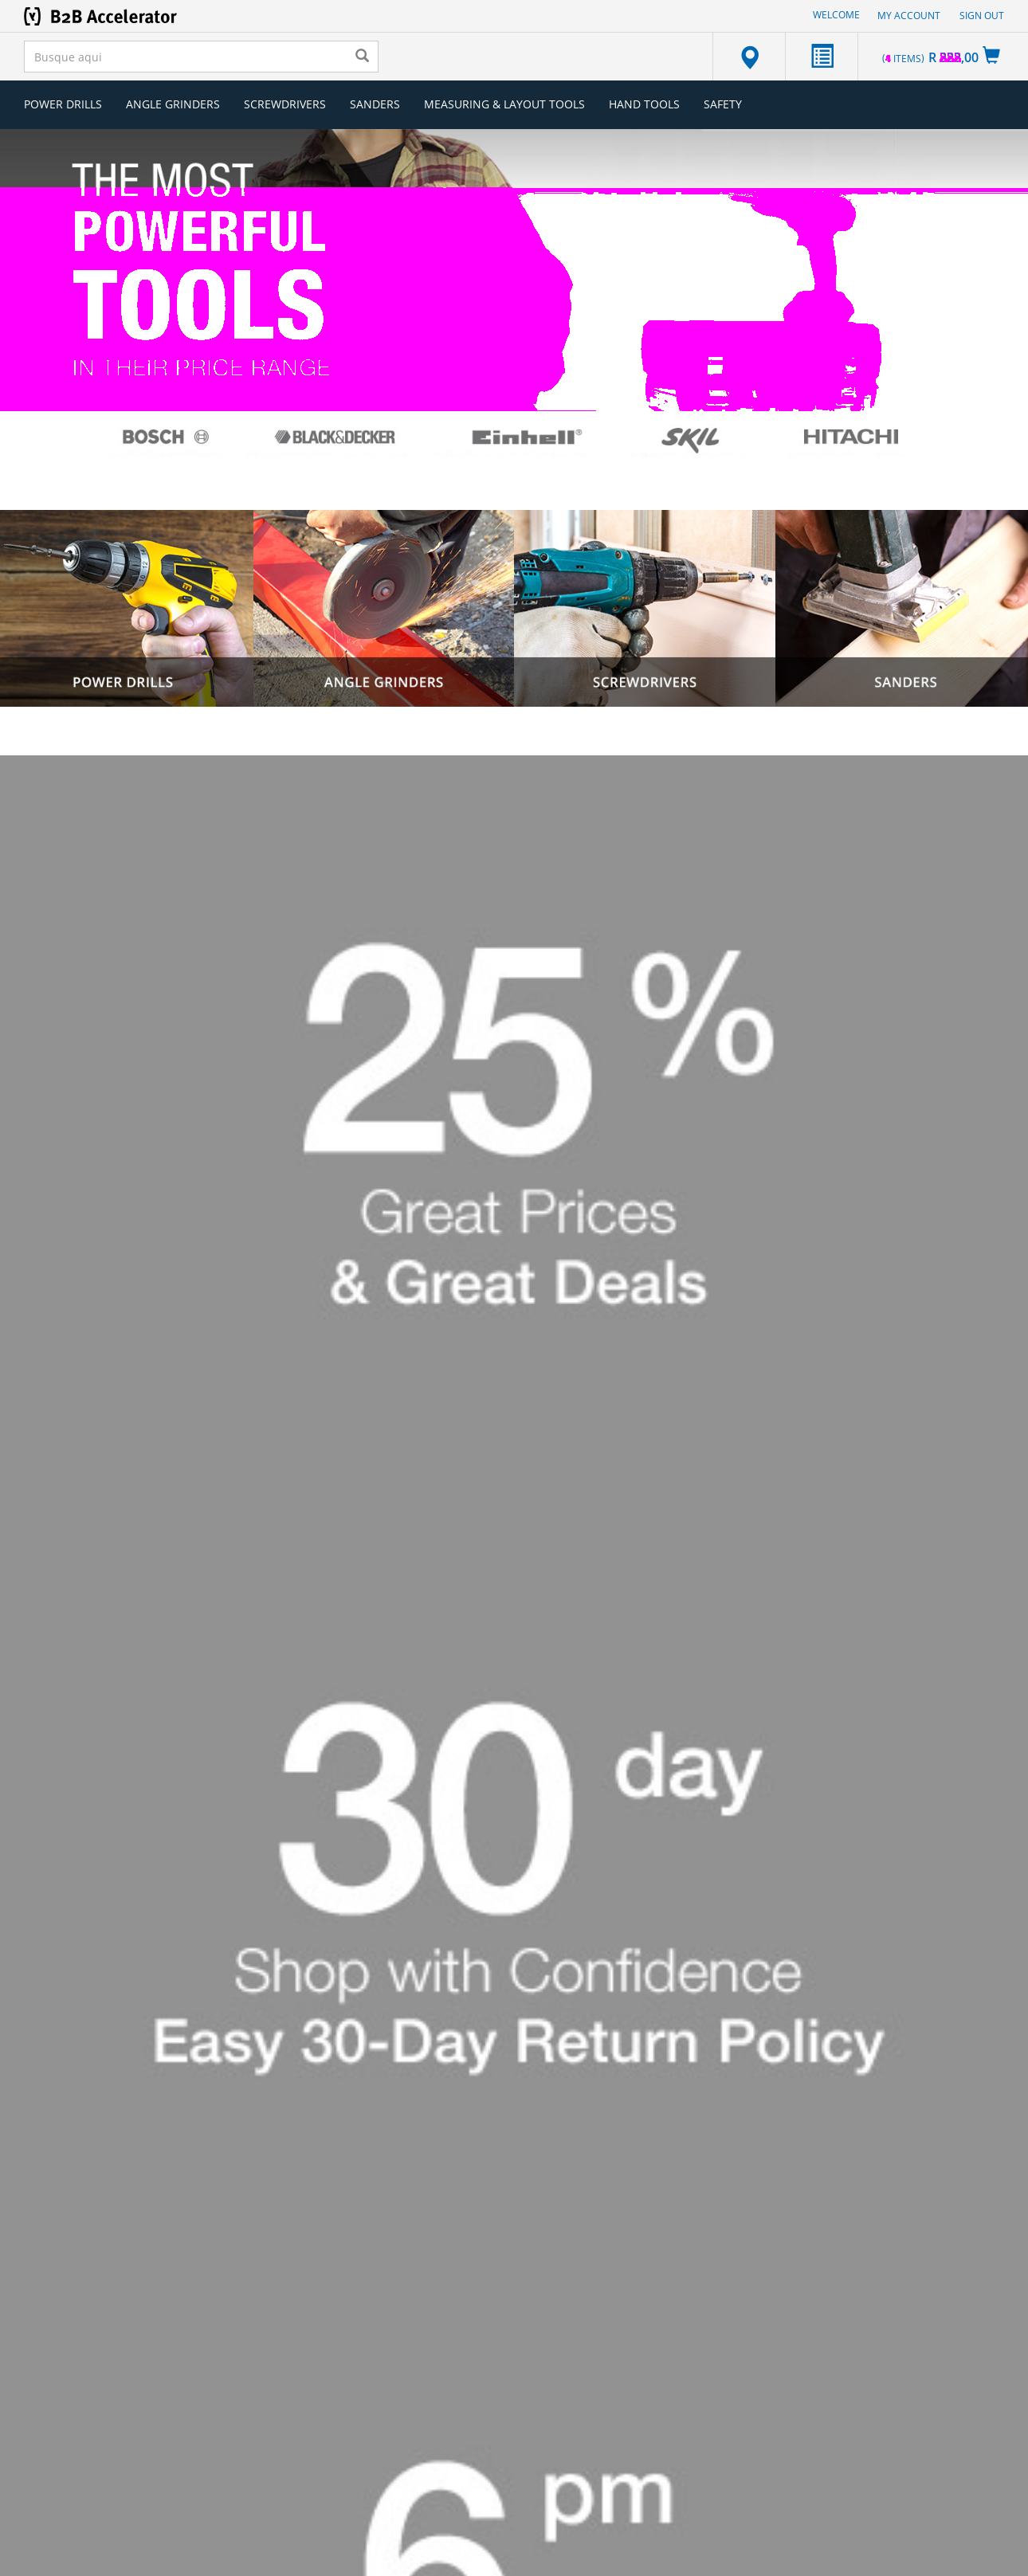 B2B Accelerator
WELCOME MY ACCOUNT SIGN OUT
Busque aqui
ITEMS) R ,00
POWER DRILLS ANGLE GRINDERS SCREWDRIVERS SANDERS MEASURING & LAYOUT TOOLS HAND TOOLS SAFETY
THE MOST
POWERFUL
TOOLS
IN THEIR PRICE RANGE
BOSCH BLACK&DECKER Einhell® SKIL HITACHI
POWER DRILLS ANGLE GRINDERS SCREWDRIVERS SANDERS
25 %
Great Prices
& Great Deals
30 day
Shop with Confidence
Easy 30-Day Return Policy
6 pm